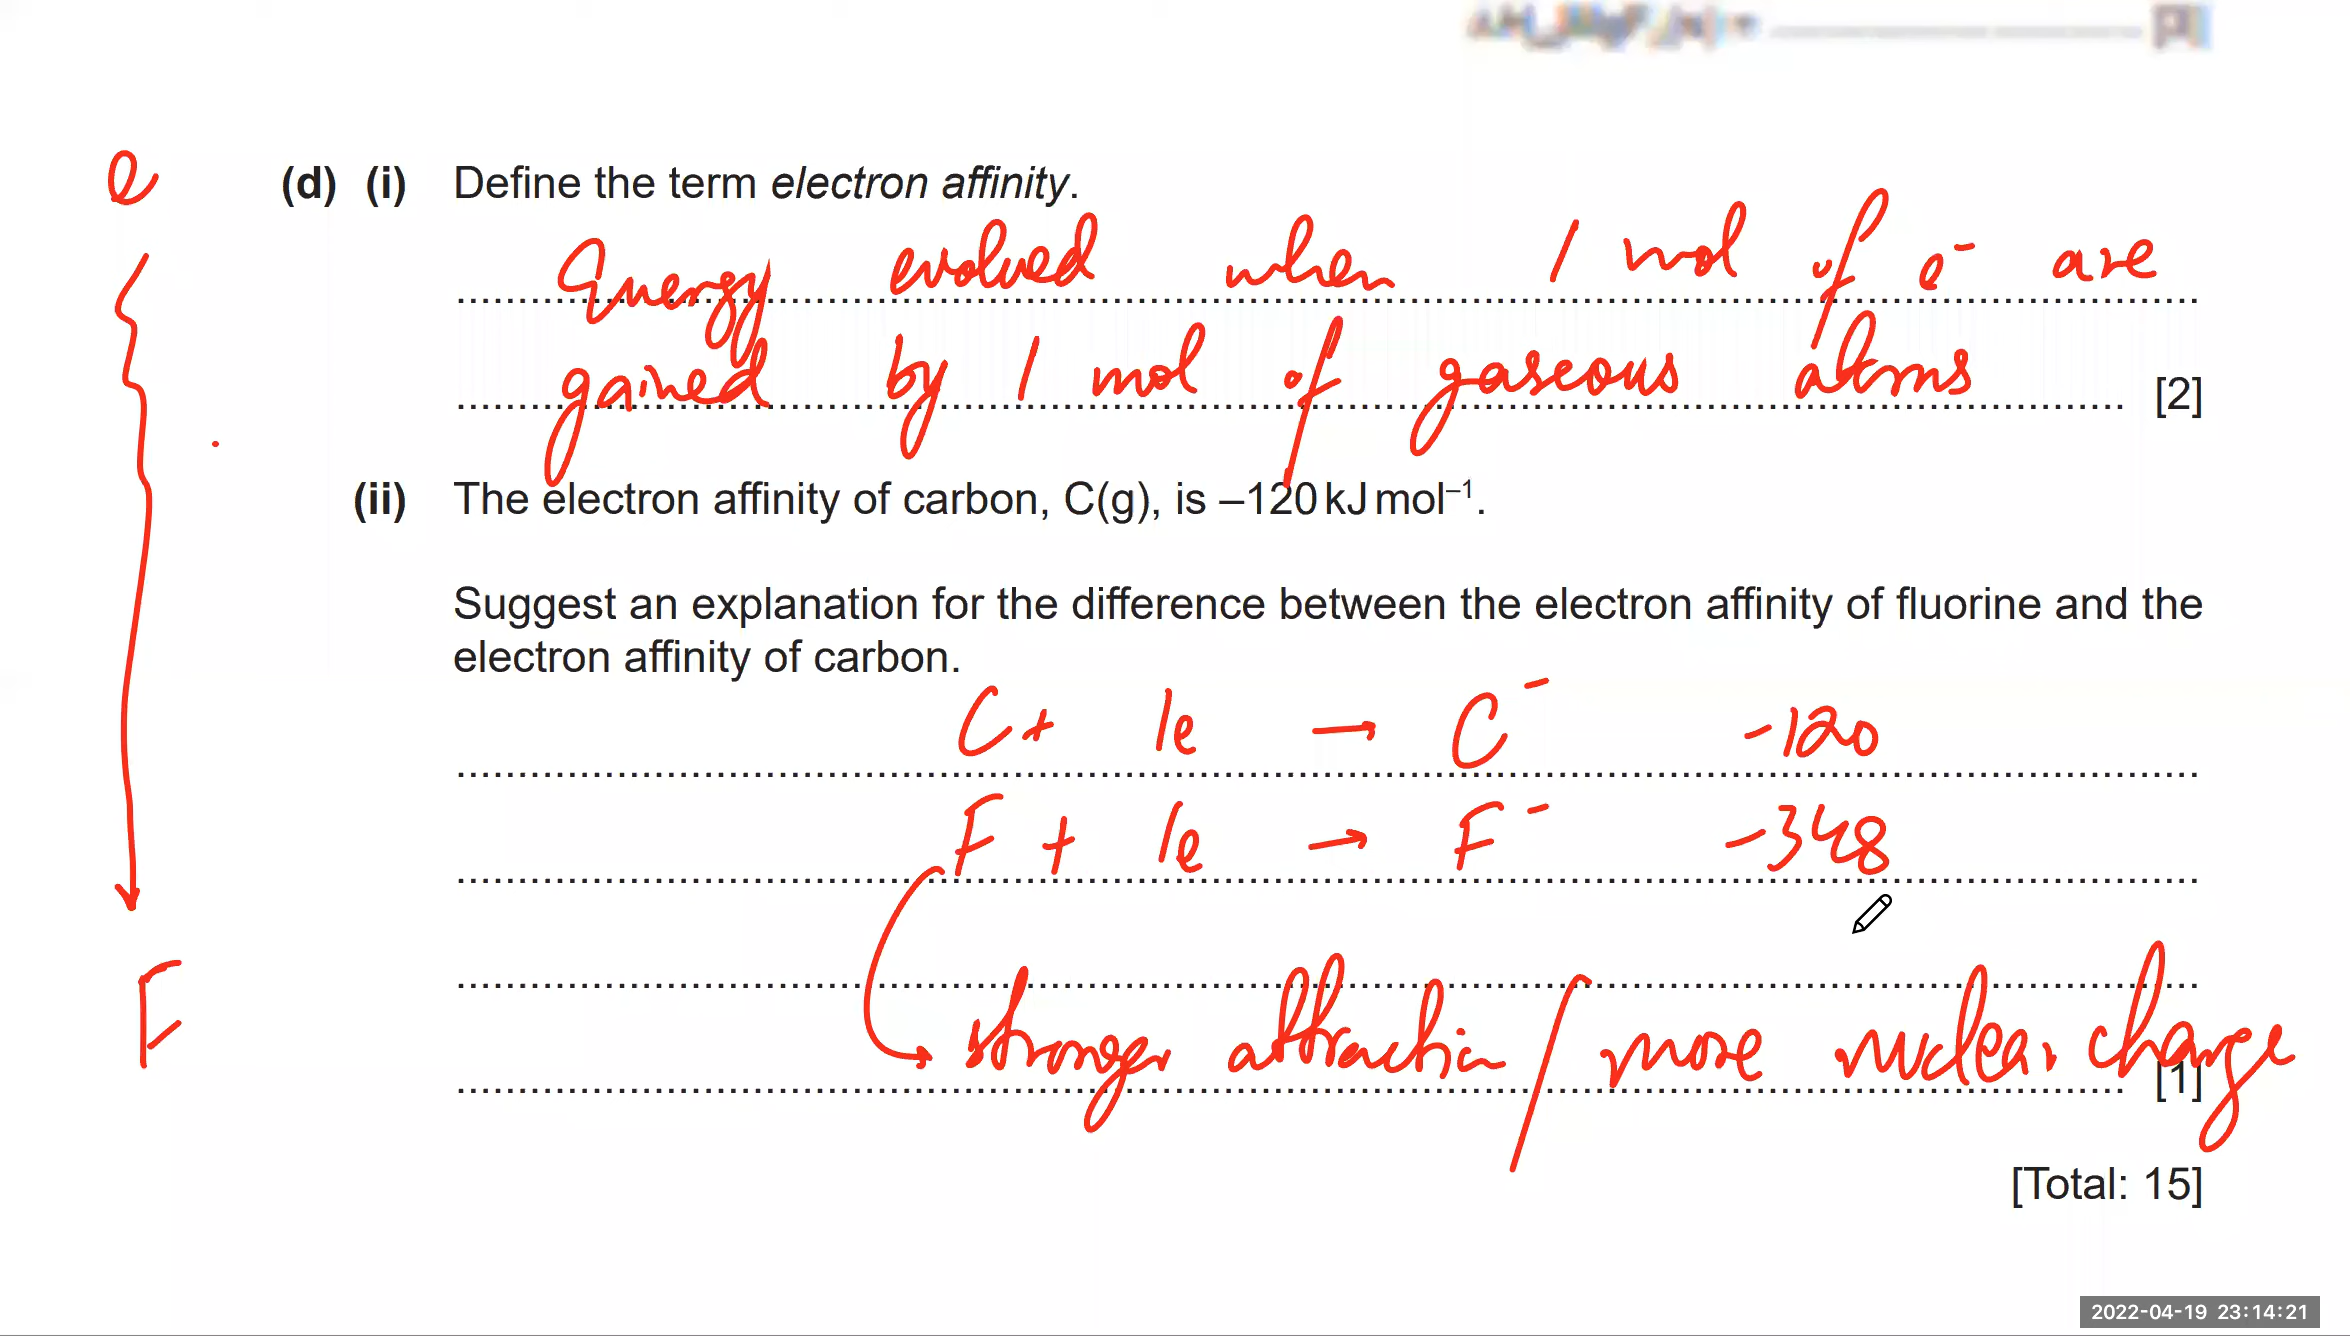 (d) (i) Define the term electron affinity.
e
Energy evolved when 1 mol of e⁻ are
gained by 1 mol of gaseous atoms [2]
(ii) The electron affinity of carbon, C(g), is –120 kJ mol⁻¹.
Suggest an explanation for the difference between the electron affinity of fluorine and the
electron affinity of carbon.
C + 1e → C⁻ -120
F + 1e → F⁻ -348
F
stronger attraction / more nuclear charge [1]
[Total: 15]
2022-04-19 23:14:21